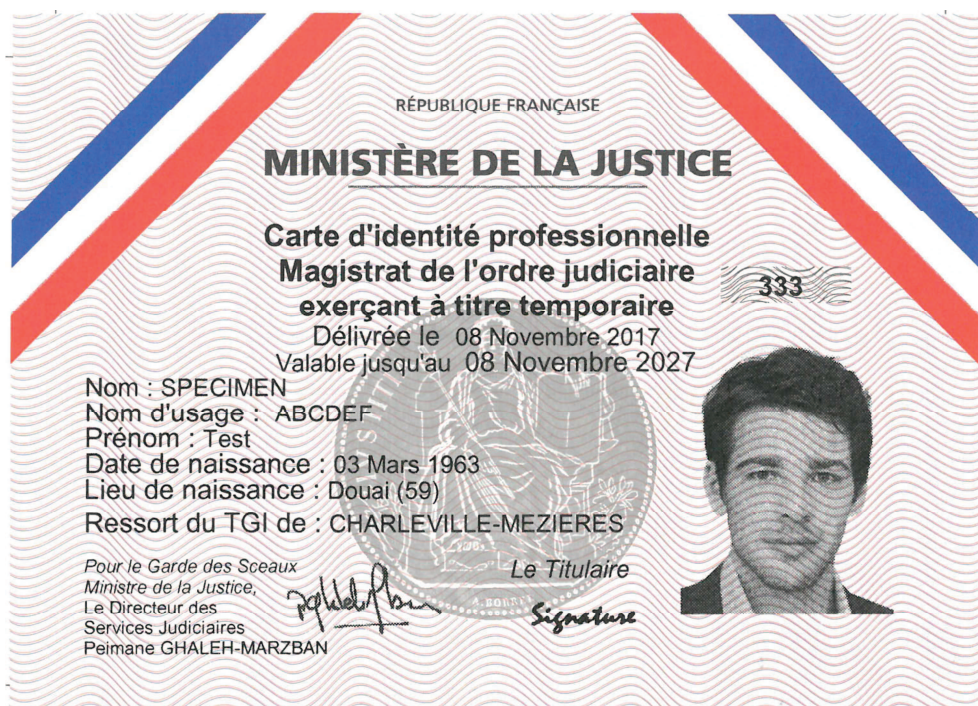 RÉPUBLIQUE FRANÇAISE
MINISTÈRE DE LA JUSTICE
Carte d'identité professionnelle
Magistrat de l'ordre judiciaire
exerçant à titre temporaire
333
Délivrée le 08 Novembre 2017
Valable jusqu'au 08 Novembre 2027
Nom : SPECIMEN
Nom d'usage : ABCDEF
Prénom : Test
Date de naissance : 03 Mars 1963
Lieu de naissance : Douai (59)
Ressort du TGI de : CHARLEVILLE-MEZIERES
Pour le Garde des Sceaux
Ministre de la Justice,
Le Directeur des
Services Judiciaires
Peimane GHALEH-MARZBAN
Le Titulaire
Signature